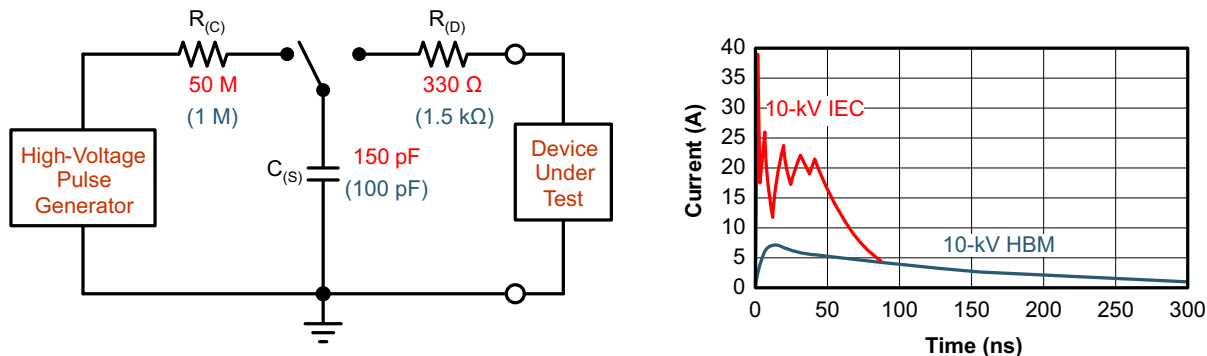 R(C)
R(D)
50 M
(1 M)
330 Ω
(1.5 kΩ)
High-Voltage
Pulse
Generator
C(S)
150 pF
(100 pF)
Device
Under
Test
Current (A)
40
35
30
25
20
15
10
5
0
10-kV IEC
10-kV HBM
0
50
100
150
200
250
300
Time (ns)